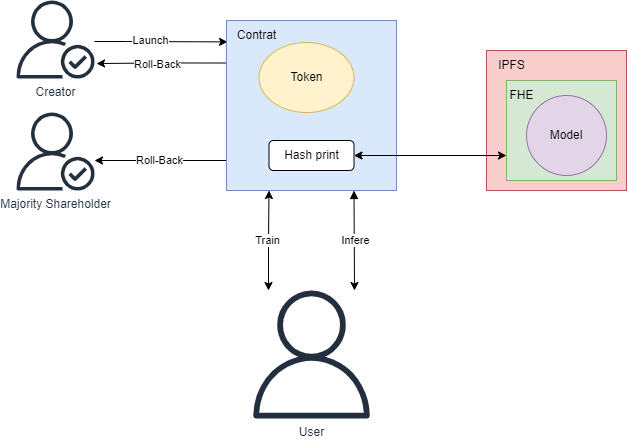 Launch
Roll-Back
Creator
Roll-Back
Majority Shareholder
Contrat
Token
Hash print
IPFS
FHE
Model
Train
Infere
User